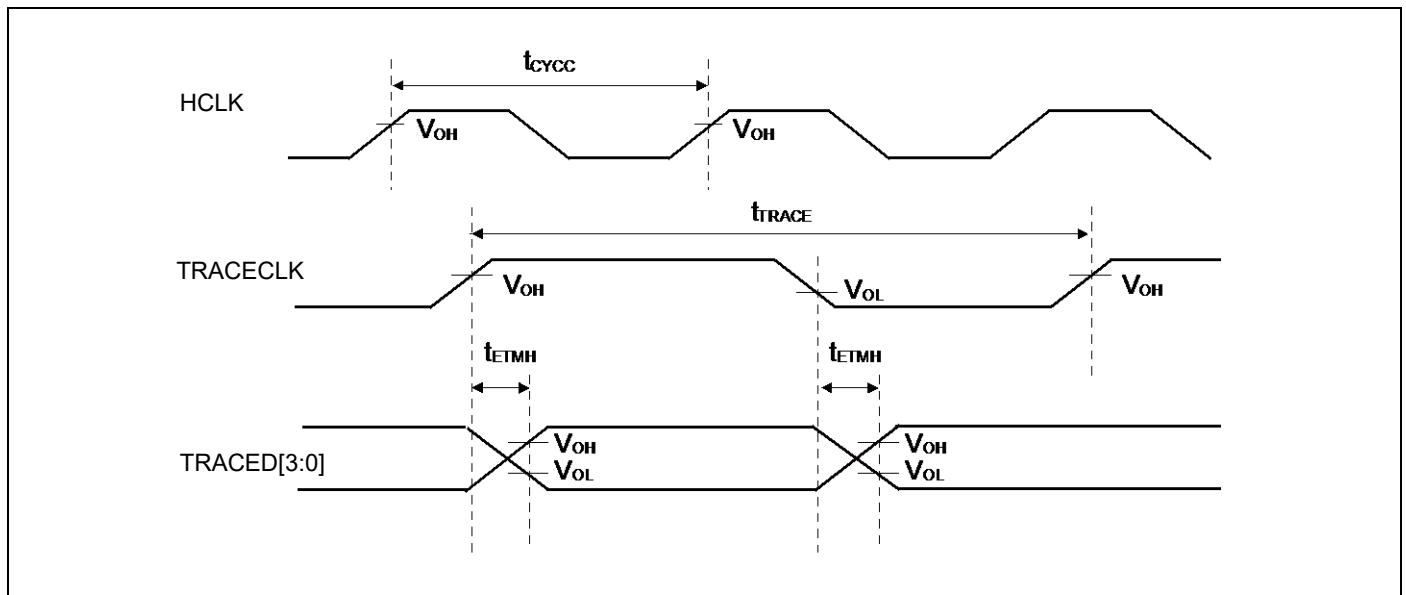 tCYCC
HCLK
VOH VOH
tTRACE
TRACECLK
VOH VOL VOH
tETMH tETMH
VOH VOH
TRACED[3:0]
VOL VOL